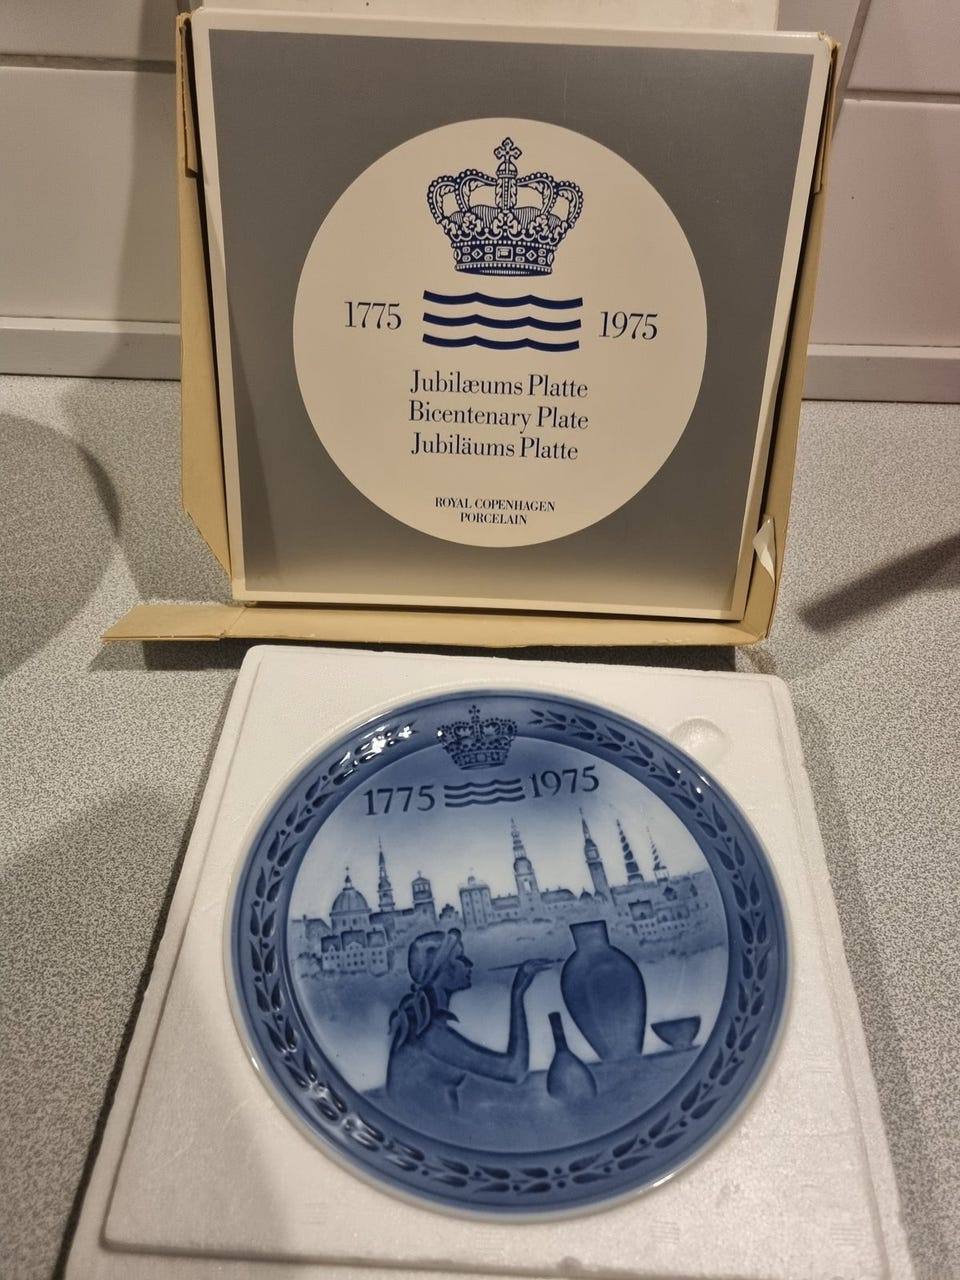 1775 1975
Jubilæums Platte
Bicentenary Plate
Jubiläums Platte
ROYAL COPENHAGEN
PORCELAIN
1775 1975